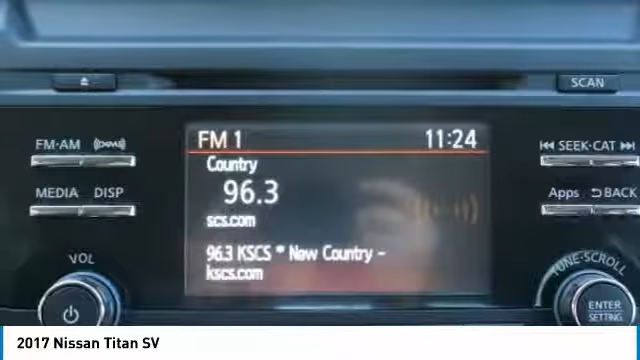 SCAN
FM 1 11:24
FM·AM
SEEK·CAT
Country
96.3
MEDIA DISP
Apps BACK
scs.com
96.3 KSCS * New Country -
kscs.com
VOL
TUNE·SCROLL
ENTER
SETTING
2017 Nissan Titan SV